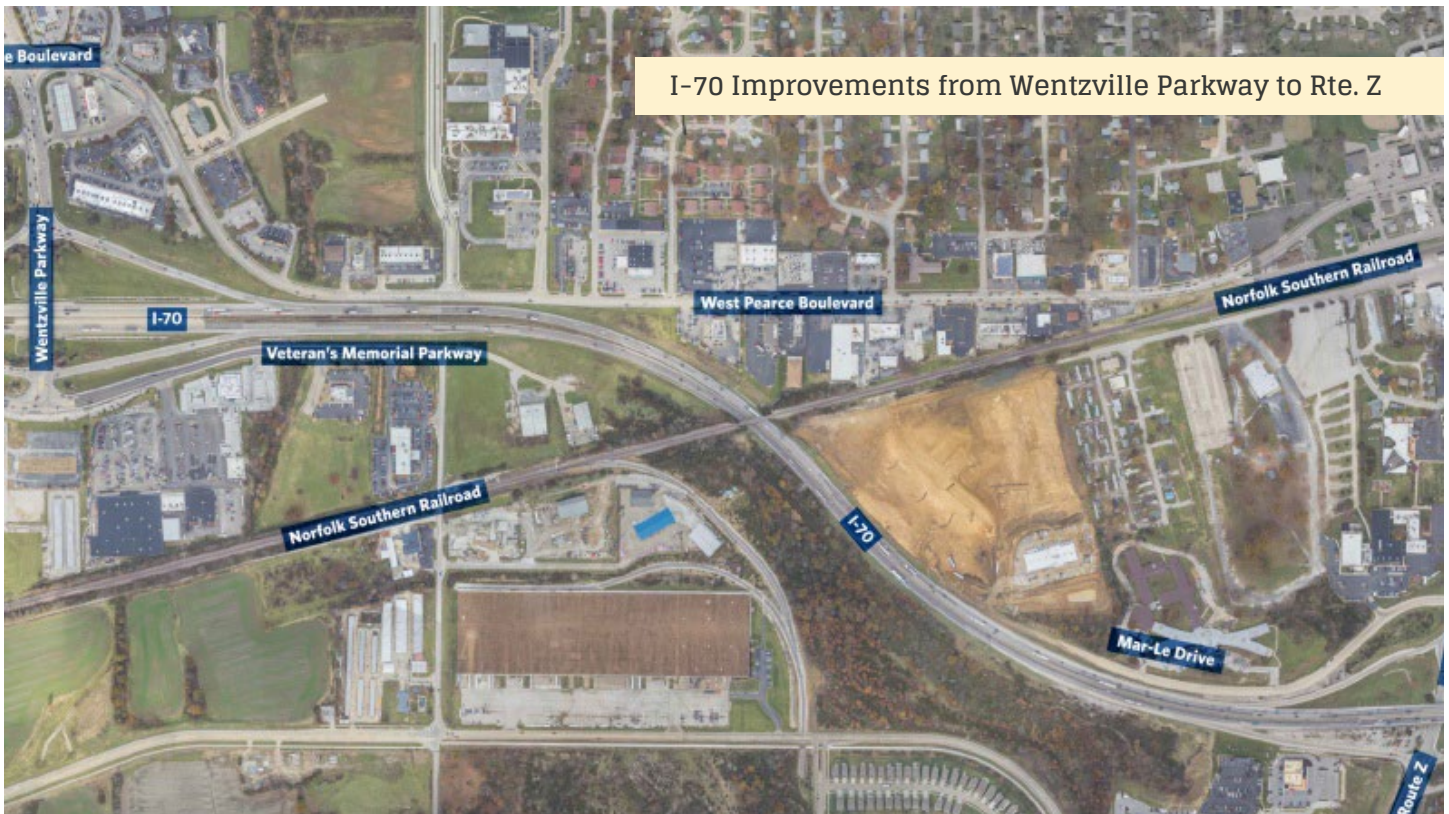 e Boulevard
I-70 Improvements from Wentzville Parkway to Rte. Z
Wentzville Parkway
I-70
West Pearce Boulevard
Norfolk Southern Railroad
Veteran's Memorial Parkway
Norfolk Southern Railroad
I-70
Mar-Le Drive
Route Z